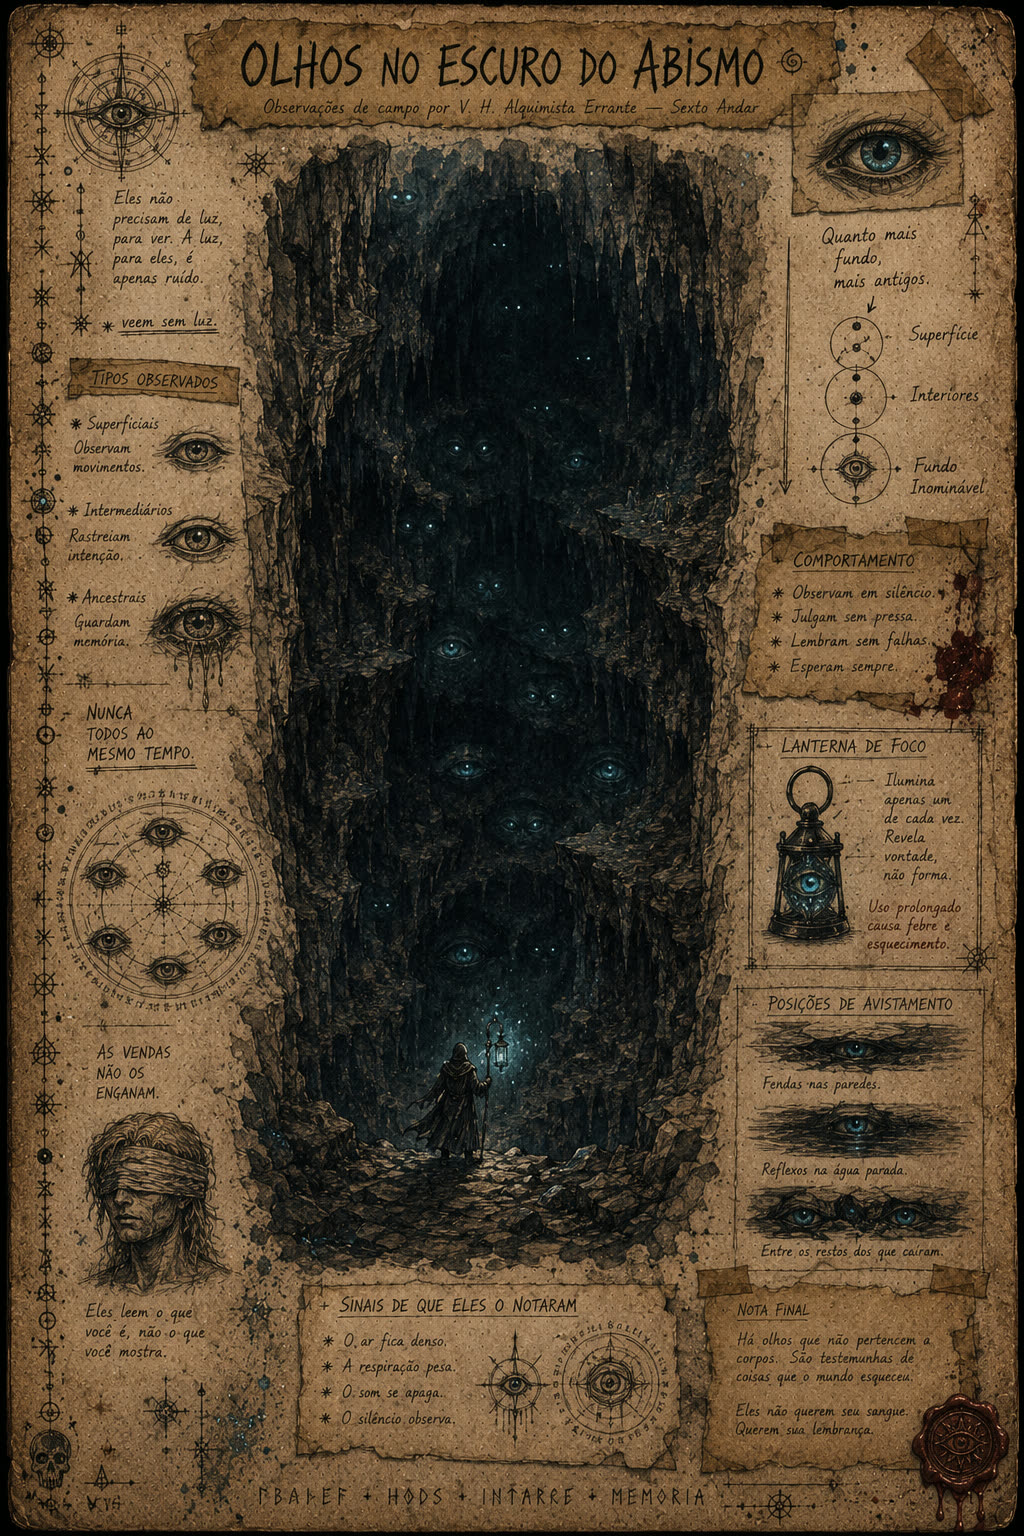 OLHOS NO ESCURO DO ABISMO
Observações de campo por V. H. Alquimista Errante — Sexto Andar
Eles não
precisam de luz,
para ver. A luz,
para eles, é
apenas ruído.
* veem sem luz.
TIPOS OBSERVADOS
* Superficiais
Observam
movimentos.
* Intermediários
Rastreiam
intenção.
* Ancestrais
Guardam
memória.
NUNCA
TODOS AO
MESMO TEMPO.
AS VENDAS
NÃO OS
ENGANAM.
Eles leem o que
você é, não o que
você mostra.
Quanto mais
fundo,
mais antigos.
Superfície
Interiores
Fundo
Inominável
COMPORTAMENTO
* Observam em silêncio.
* Julgam sem pressa.
* Lembram sem falhas.
* Esperam sempre.
LANTERNA DE FOCO
Ilumina
apenas um
de cada vez.
Revela
vontade,
não forma.
Uso prolongado
causa febre e
esquecimento.
POSIÇÕES DE AVISTAMENTO
Fendas nas paredes.
Reflexos na água parada.
Entre os restos dos que caíram.
+ SINAIS DE QUE ELES O NOTARAM
* O ar fica denso.
* A respiração pesa.
* O som se apaga.
* O silêncio observa.
NOTA FINAL
Há olhos que não pertencem a
corpos. São testemunhas de
coisas que o mundo esqueceu.
Eles não querem seu sangue.
Querem sua lembrança.
HODS + INTARRE + MEMORIA